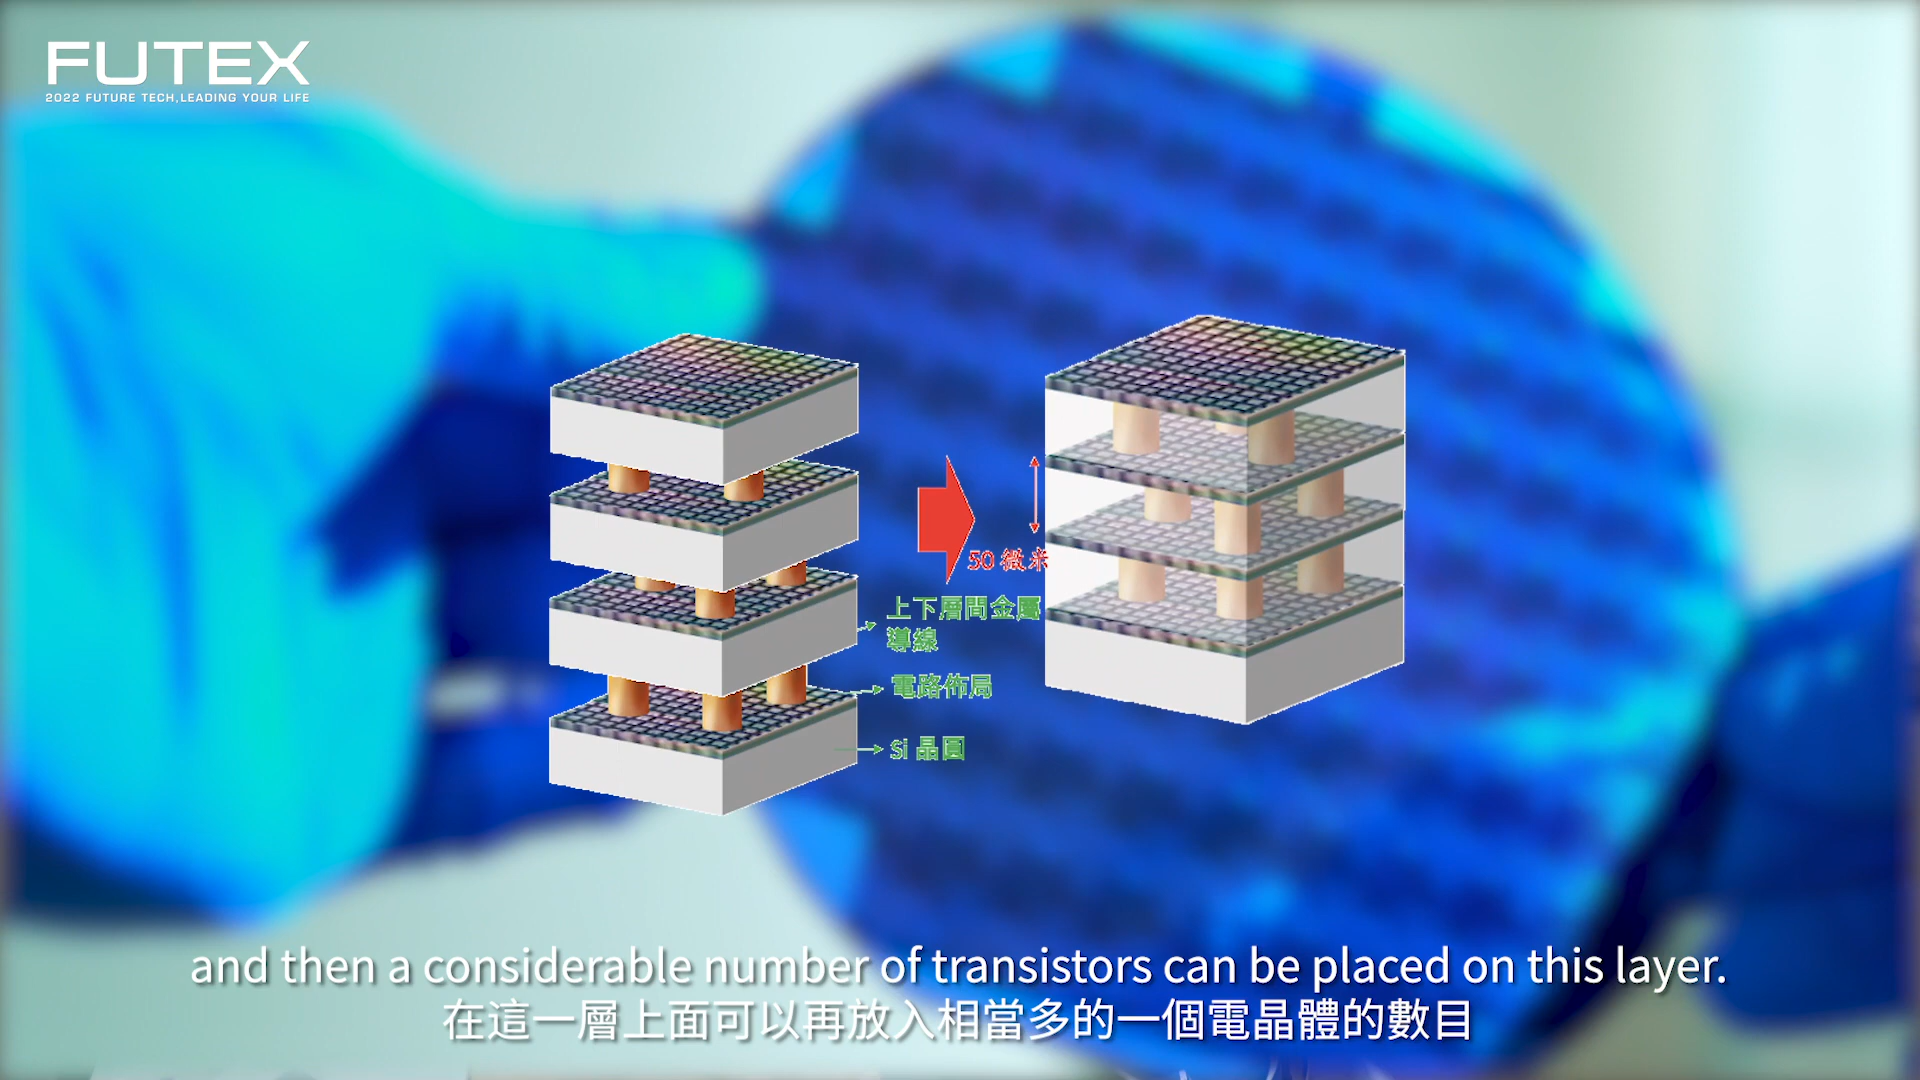 FUTEX
2022 FUTURE TECH,LEADING YOUR LIFE
50 微米
上下層間金屬
導線
電路佈局
Si 晶圓
and then a considerable number of transistors can be placed on this layer.
在這一層上面可以再放入相當多的一個電晶體的數目